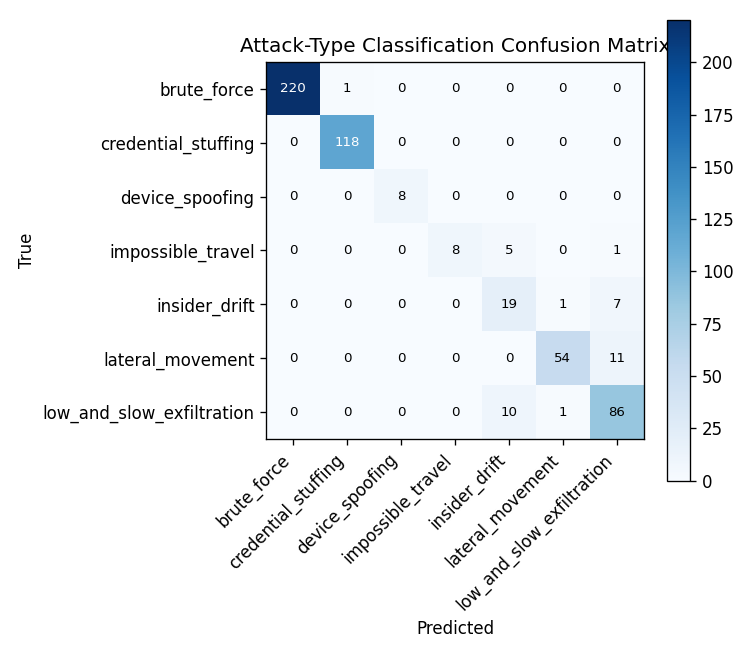 Attack-Type Classification Confusion Matrix
True
brute_force 220 1 0 0 0 0 0
credential_stuffing 0 118 0 0 0 0 0
device_spoofing 0 0 8 0 0 0 0
impossible_travel 0 0 0 8 5 0 1
insider_drift 0 0 0 0 19 1 7
lateral_movement 0 0 0 0 0 54 11
low_and_slow_exfiltration 0 0 0 0 10 1 86
brute_force
credential_stuffing
device_spoofing
impossible_travel
insider_drift
lateral_movement
low_and_slow_exfiltration
Predicted
200
175
150
125
100
75
50
25
0